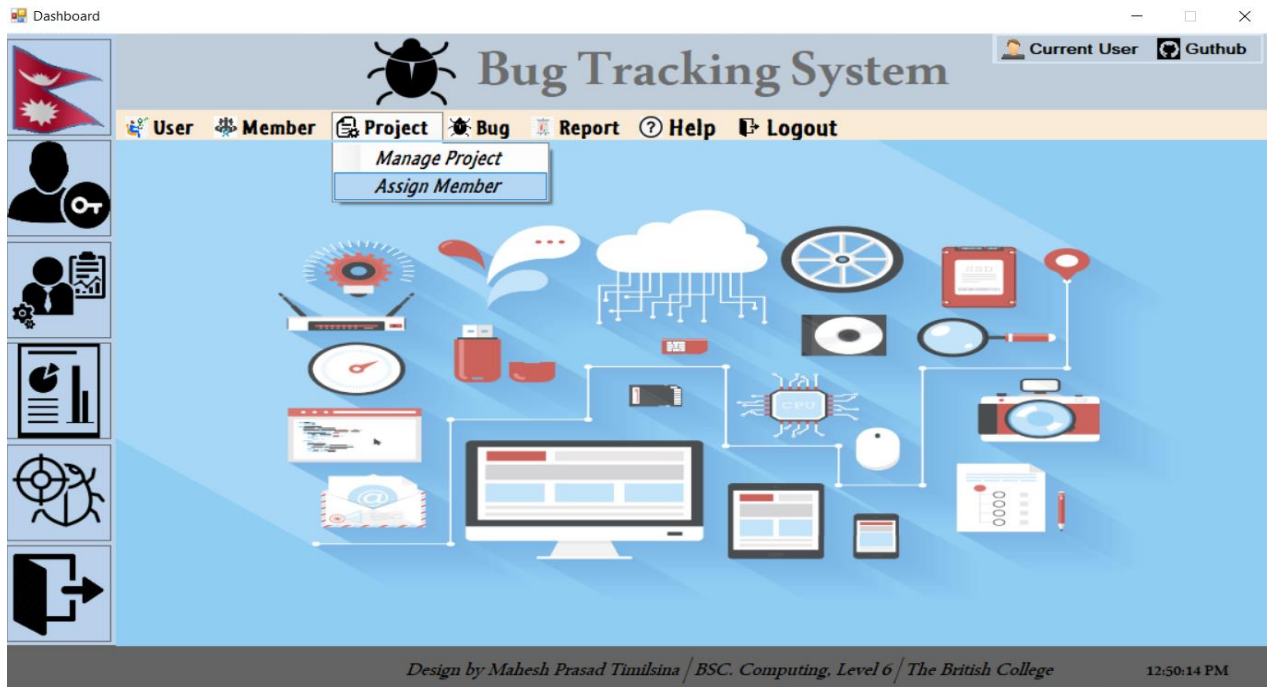 Dashboard
Bug Tracking System
Current User Guthub
User Member Project Bug Report Help Logout
Manage Project
Assign Member
SSD
CPU
@
Design by Mahesh Prasad Timilsina / BSC. Computing, Level 6 / The British College
12:50:14 PM